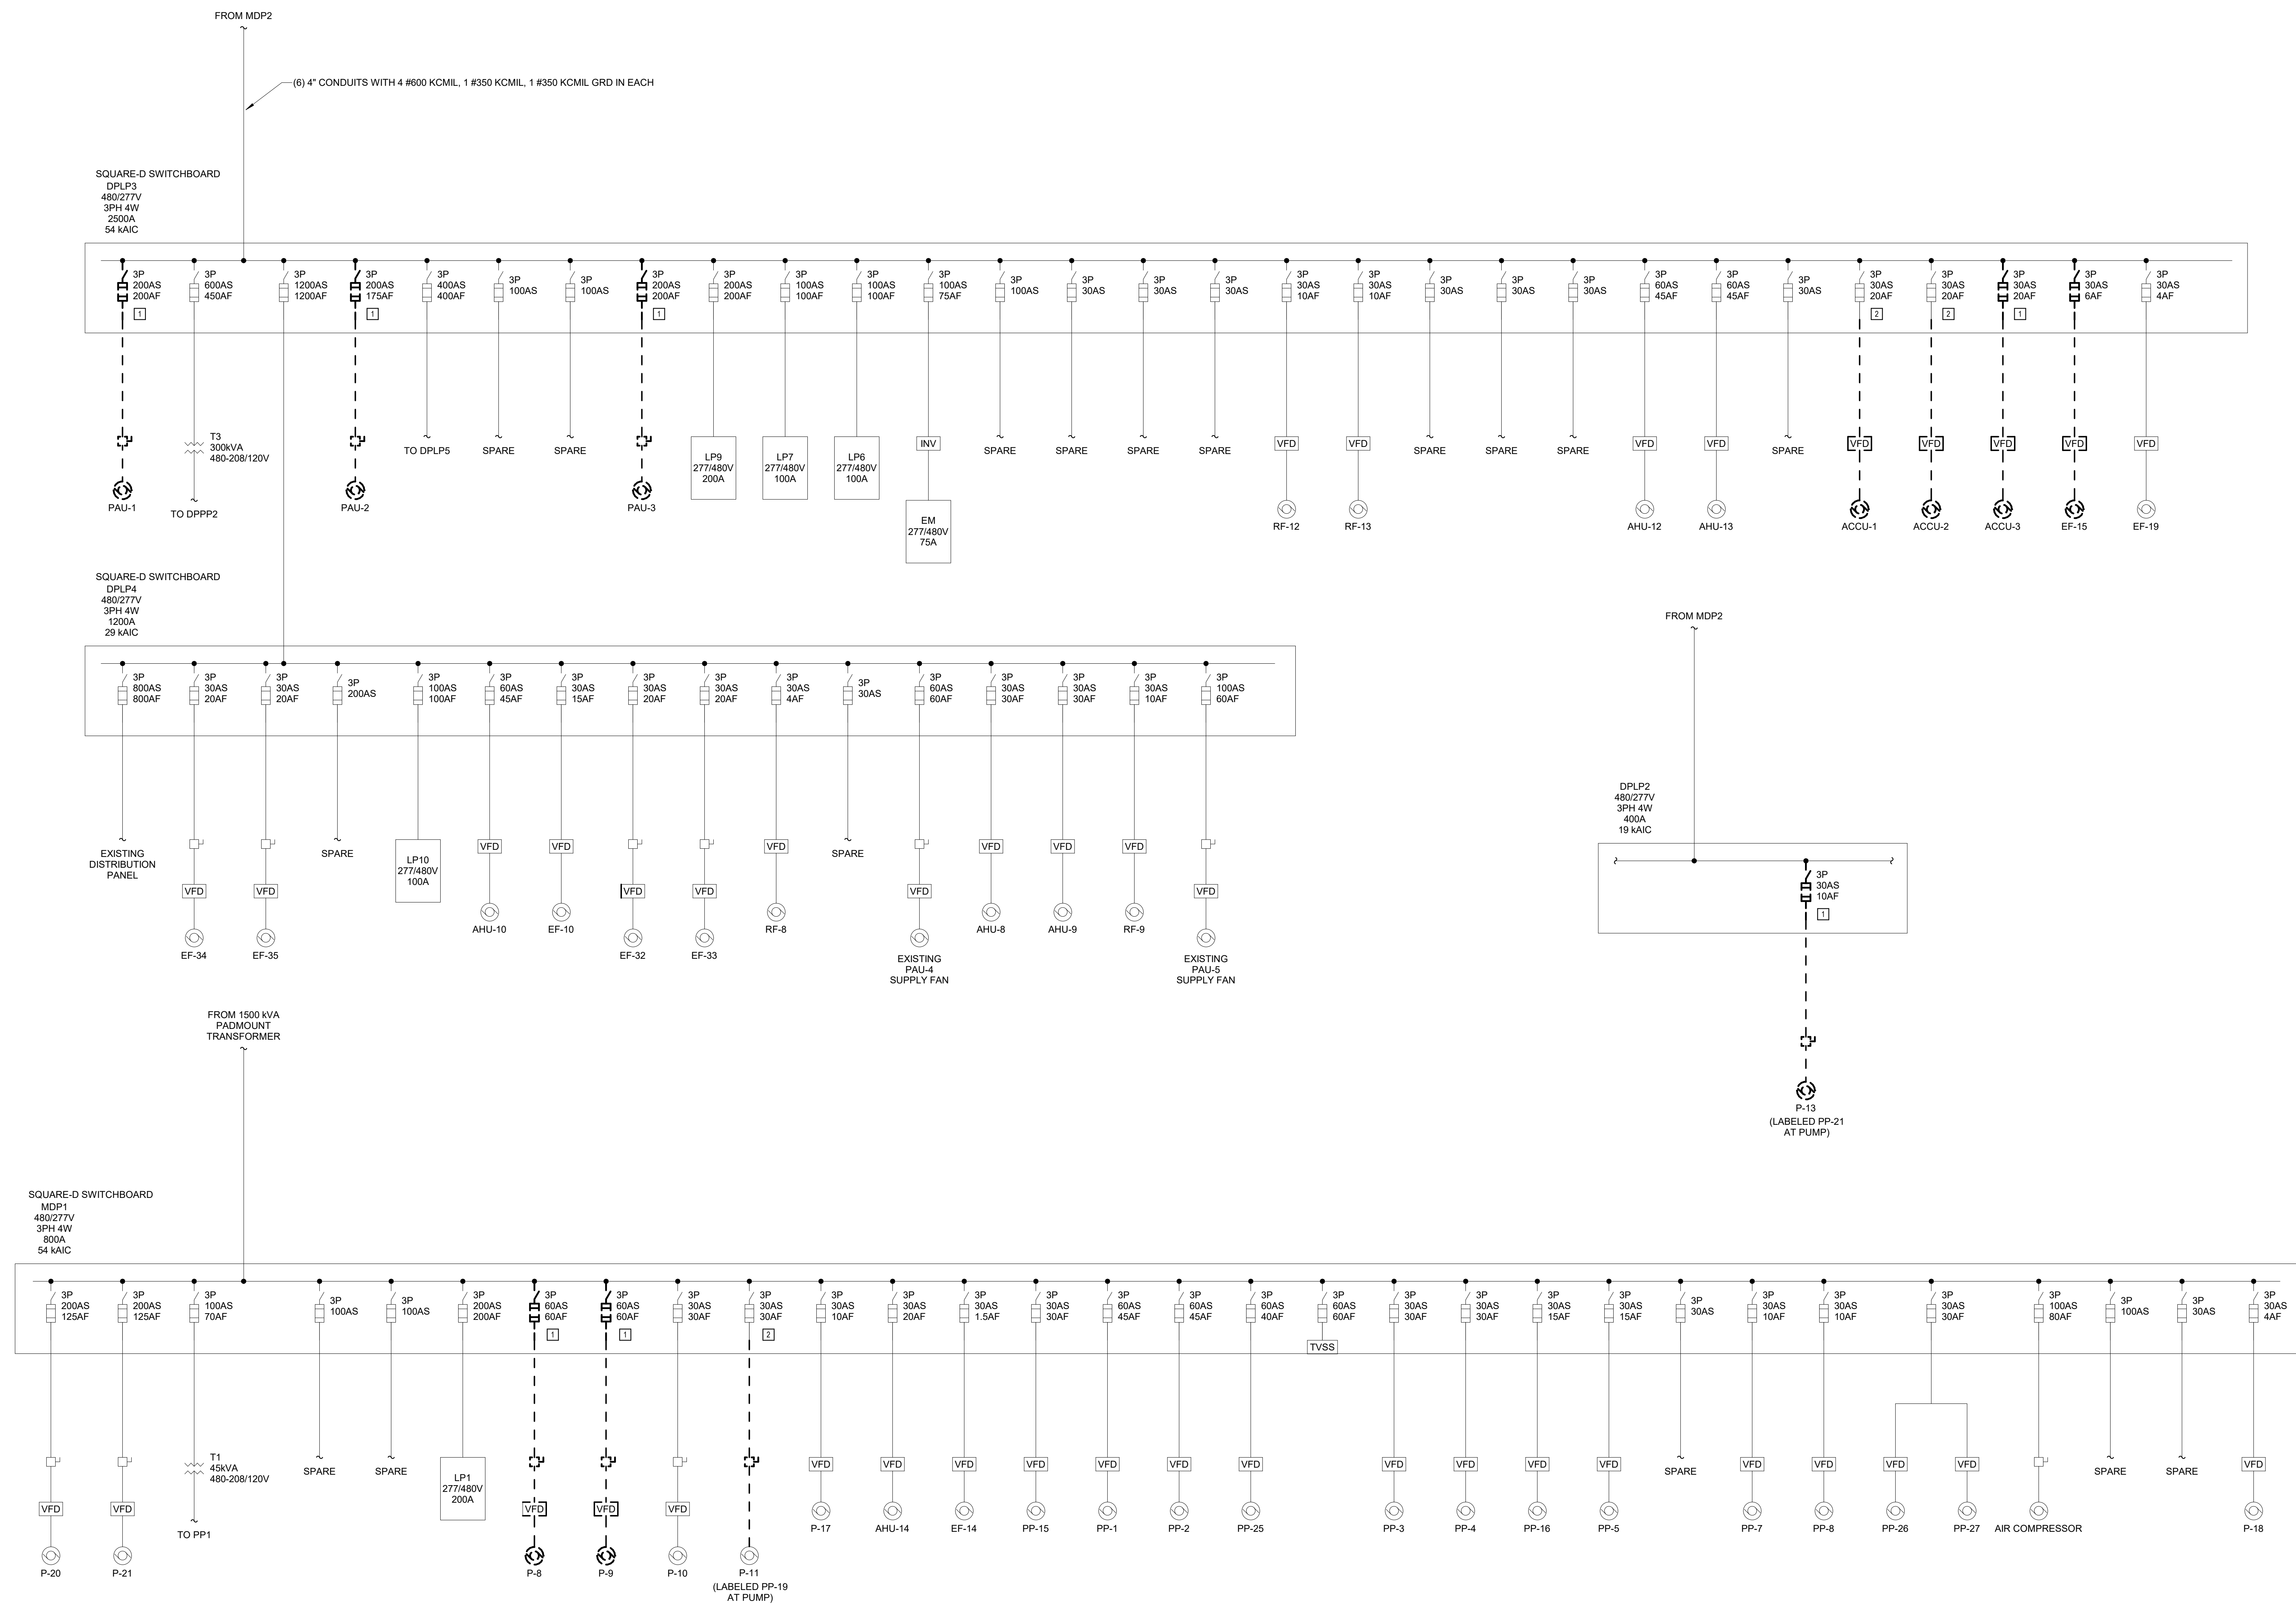 FROM MDP2
(6) 4" CONDUITS WITH 4 #600 KCMIL, 1 #350 KCMIL, 1 #350 KCMIL GRD IN EACH
SQUARE-D SWITCHBOARD
DPLP3
480/277V
3PH 4W
2500A
54 kAIC
3P
200AS
200AF
1
3P
600AS
450AF
3P
1200AS
1200AF
3P
200AS
175AF
1
3P
400AS
400AF
3P
100AS
3P
100AS
3P
200AS
200AF
1
3P
200AS
200AF
3P
100AS
100AF
3P
100AS
100AF
3P
100AS
75AF
3P
100AS
3P
30AS
3P
30AS
3P
30AS
3P
30AS
10AF
3P
30AS
10AF
3P
30AS
3P
30AS
3P
30AS
3P
60AS
45AF
3P
60AS
45AF
3P
30AS
3P
30AS
20AF
2
3P
30AS
20AF
2
3P
30AS
20AF
1
3P
30AS
6AF
3P
30AS
4AF
PAU-1
T3
300kVA
480-208/120V
TO DPPP2
PAU-2
TO DPLP5
SPARE
SPARE
PAU-3
LP9
277/480V
200A
LP7
277/480V
100A
LP6
277/480V
100A
INV
EM
277/480V
75A
SPARE
SPARE
SPARE
SPARE
VFD
RF-12
VFD
RF-13
SPARE
SPARE
SPARE
VFD
AHU-12
VFD
AHU-13
SPARE
VFD
ACCU-1
VFD
ACCU-2
VFD
ACCU-3
VFD
EF-15
VFD
EF-19
SQUARE-D SWITCHBOARD
DPLP4
480/277V
3PH 4W
1200A
29 kAIC
3P
800AS
800AF
3P
30AS
20AF
3P
30AS
20AF
3P
200AS
3P
100AS
100AF
3P
60AS
45AF
3P
30AS
15AF
3P
30AS
20AF
3P
30AS
20AF
3P
30AS
4AF
3P
30AS
3P
60AS
60AF
3P
30AS
30AF
3P
30AS
30AF
3P
30AS
10AF
3P
100AS
60AF
EXISTING
DISTRIBUTION
PANEL
VFD
EF-34
VFD
EF-35
SPARE
LP10
277/480V
100A
VFD
AHU-10
VFD
EF-10
VFD
EF-32
VFD
EF-33
VFD
RF-8
SPARE
VFD
EXISTING
PAU-4
SUPPLY FAN
VFD
AHU-8
VFD
AHU-9
VFD
RF-9
VFD
EXISTING
PAU-5
SUPPLY FAN
FROM MDP2
DPLP2
480/277V
3PH 4W
400A
19 kAIC
3P
30AS
10AF
1
P-13
(LABELED PP-21
AT PUMP)
FROM 1500 kVA
PADMOUNT
TRANSFORMER
SQUARE-D SWITCHBOARD
MDP1
480/277V
3PH 4W
800A
54 kAIC
3P
200AS
125AF
3P
200AS
125AF
3P
100AS
70AF
3P
100AS
3P
100AS
3P
200AS
200AF
3P
60AS
60AF
1
3P
60AS
60AF
1
3P
30AS
30AF
3P
30AS
30AF
2
3P
30AS
10AF
3P
30AS
20AF
3P
30AS
1.5AF
3P
30AS
30AF
3P
60AS
45AF
3P
60AS
45AF
3P
60AS
40AF
3P
60AS
60AF
TVSS
3P
30AS
30AF
3P
30AS
30AF
3P
30AS
15AF
3P
30AS
15AF
3P
30AS
3P
30AS
10AF
3P
30AS
10AF
3P
30AS
30AF
3P
100AS
80AF
3P
100AS
3P
30AS
3P
30AS
4AF
VFD
P-20
VFD
P-21
T1
45kVA
480-208/120V
TO PP1
SPARE
SPARE
LP1
277/480V
200A
VFD
P-8
VFD
P-9
VFD
P-10
P-11
(LABELED PP-19
AT PUMP)
VFD
P-17
VFD
AHU-14
VFD
EF-14
VFD
PP-15
VFD
PP-1
VFD
PP-2
VFD
PP-25
VFD
PP-3
VFD
PP-4
VFD
PP-16
VFD
PP-5
SPARE
VFD
PP-7
VFD
PP-8
VFD
PP-26
VFD
PP-27
AIR COMPRESSOR
SPARE
SPARE
VFD
P-18